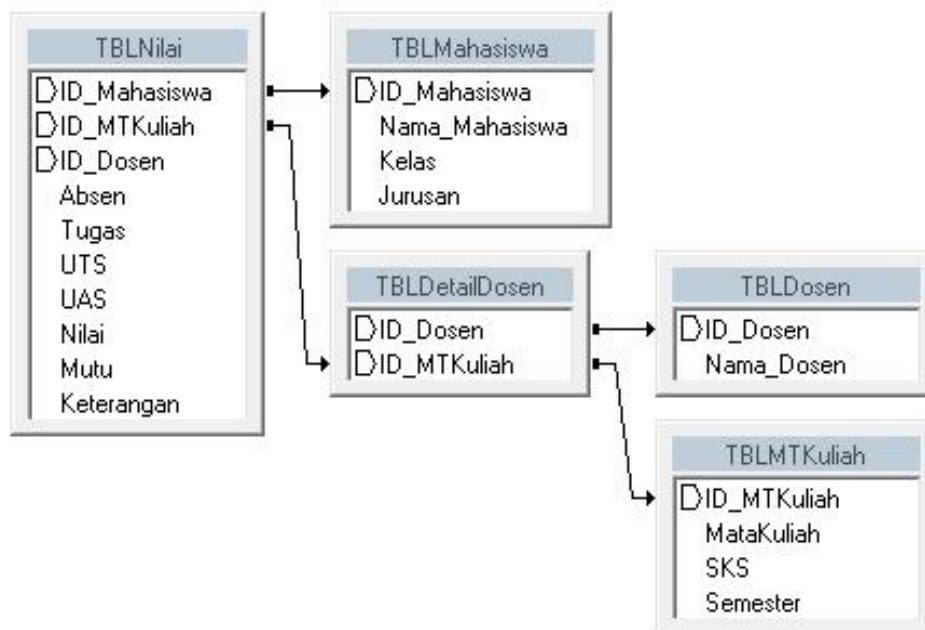 TBLNilai
ID_Mahasiswa
ID_MTKuliah
ID_Dosen
Absen
Tugas
UTS
UAS
Nilai
Mutu
Keterangan
TBLMahasiswa
ID_Mahasiswa
Nama_Mahasiswa
Kelas
Jurusan
TBLDetailDosen
ID_Dosen
ID_MTKuliah
TBLDosen
ID_Dosen
Nama_Dosen
TBLMTKuliah
ID_MTKuliah
MataKuliah
SKS
Semester